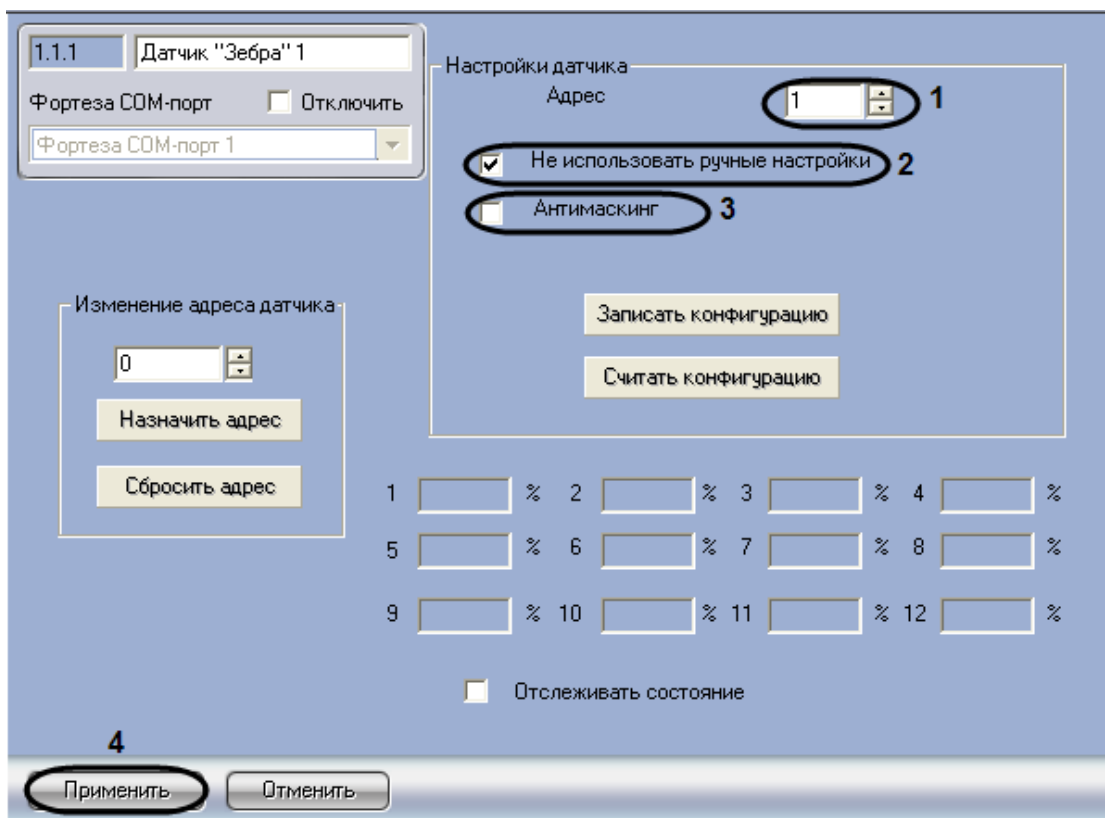 1.1.1 Датчик "Зебра" 1
Фортеза COM-порт Отключить
Фортеза COM-порт 1
Настройки датчика
Адрес 1 1
Не использовать ручные настройки 2
Антимаскинг 3
Записать конфигурацию
Считать конфигурацию
Изменение адреса датчика
0
Назначить адрес
Сбросить адрес
1 % 2 % 3 % 4 %
5 % 6 % 7 % 8 %
9 % 10 % 11 % 12 %
Отслеживать состояние
4
Применить Отменить